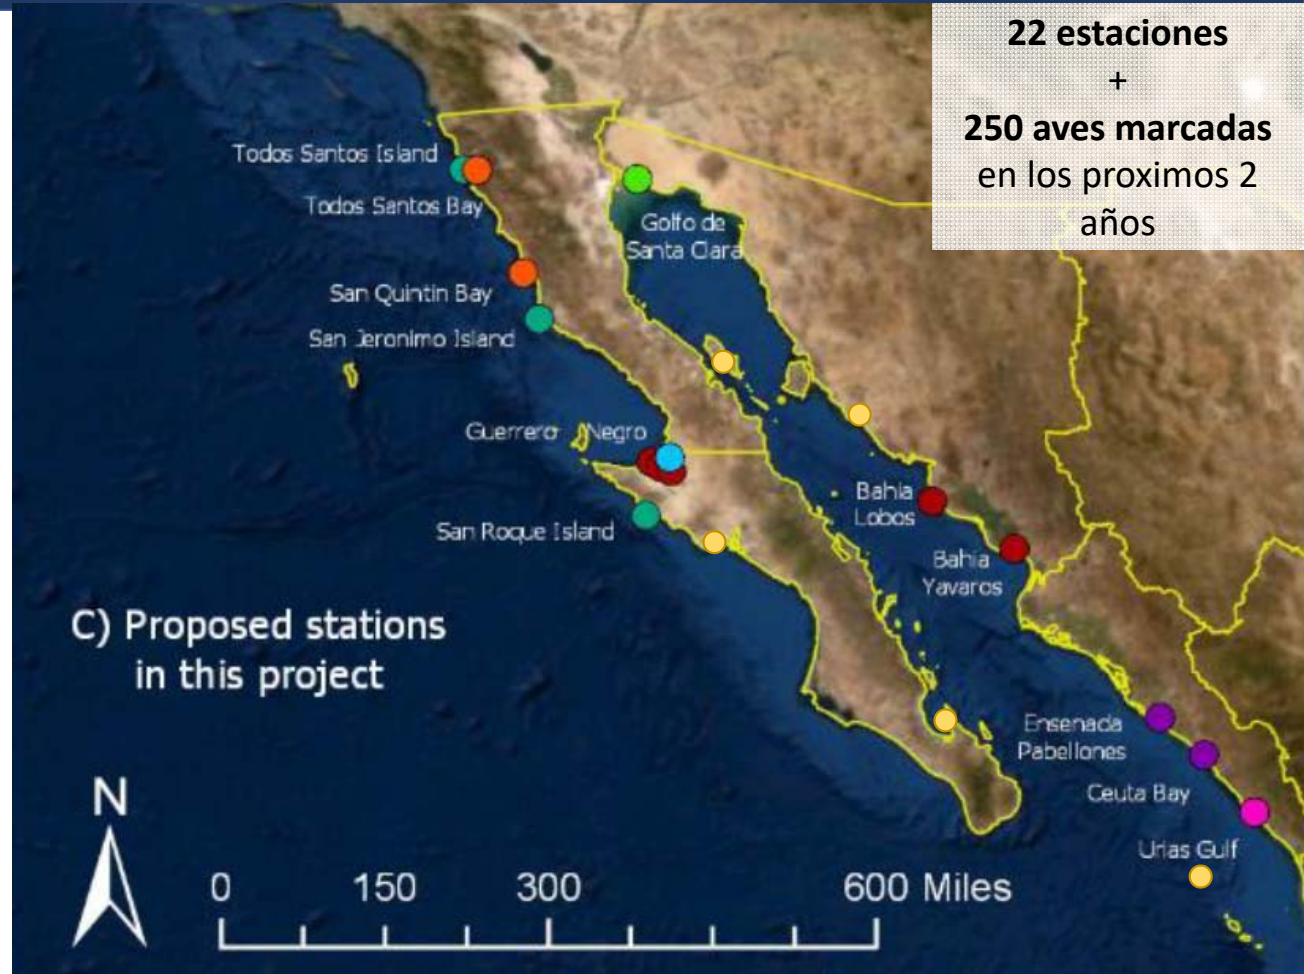 22 estaciones
+
250 aves marcadas
en los proximos 2
años
Todos Santos Island
Todos Santos Bay
Golfo de
Santa Clara
San Quintin Bay
San Jeronimo Island
Guerrero Negro
Bahia
Lobos
San Roque Island
Bahia
Yavaros
C) Proposed stations
in this project
Ensenada
Pabellones
Ceuta Bay
Urias Gulf
N
0 150 300 600 Miles